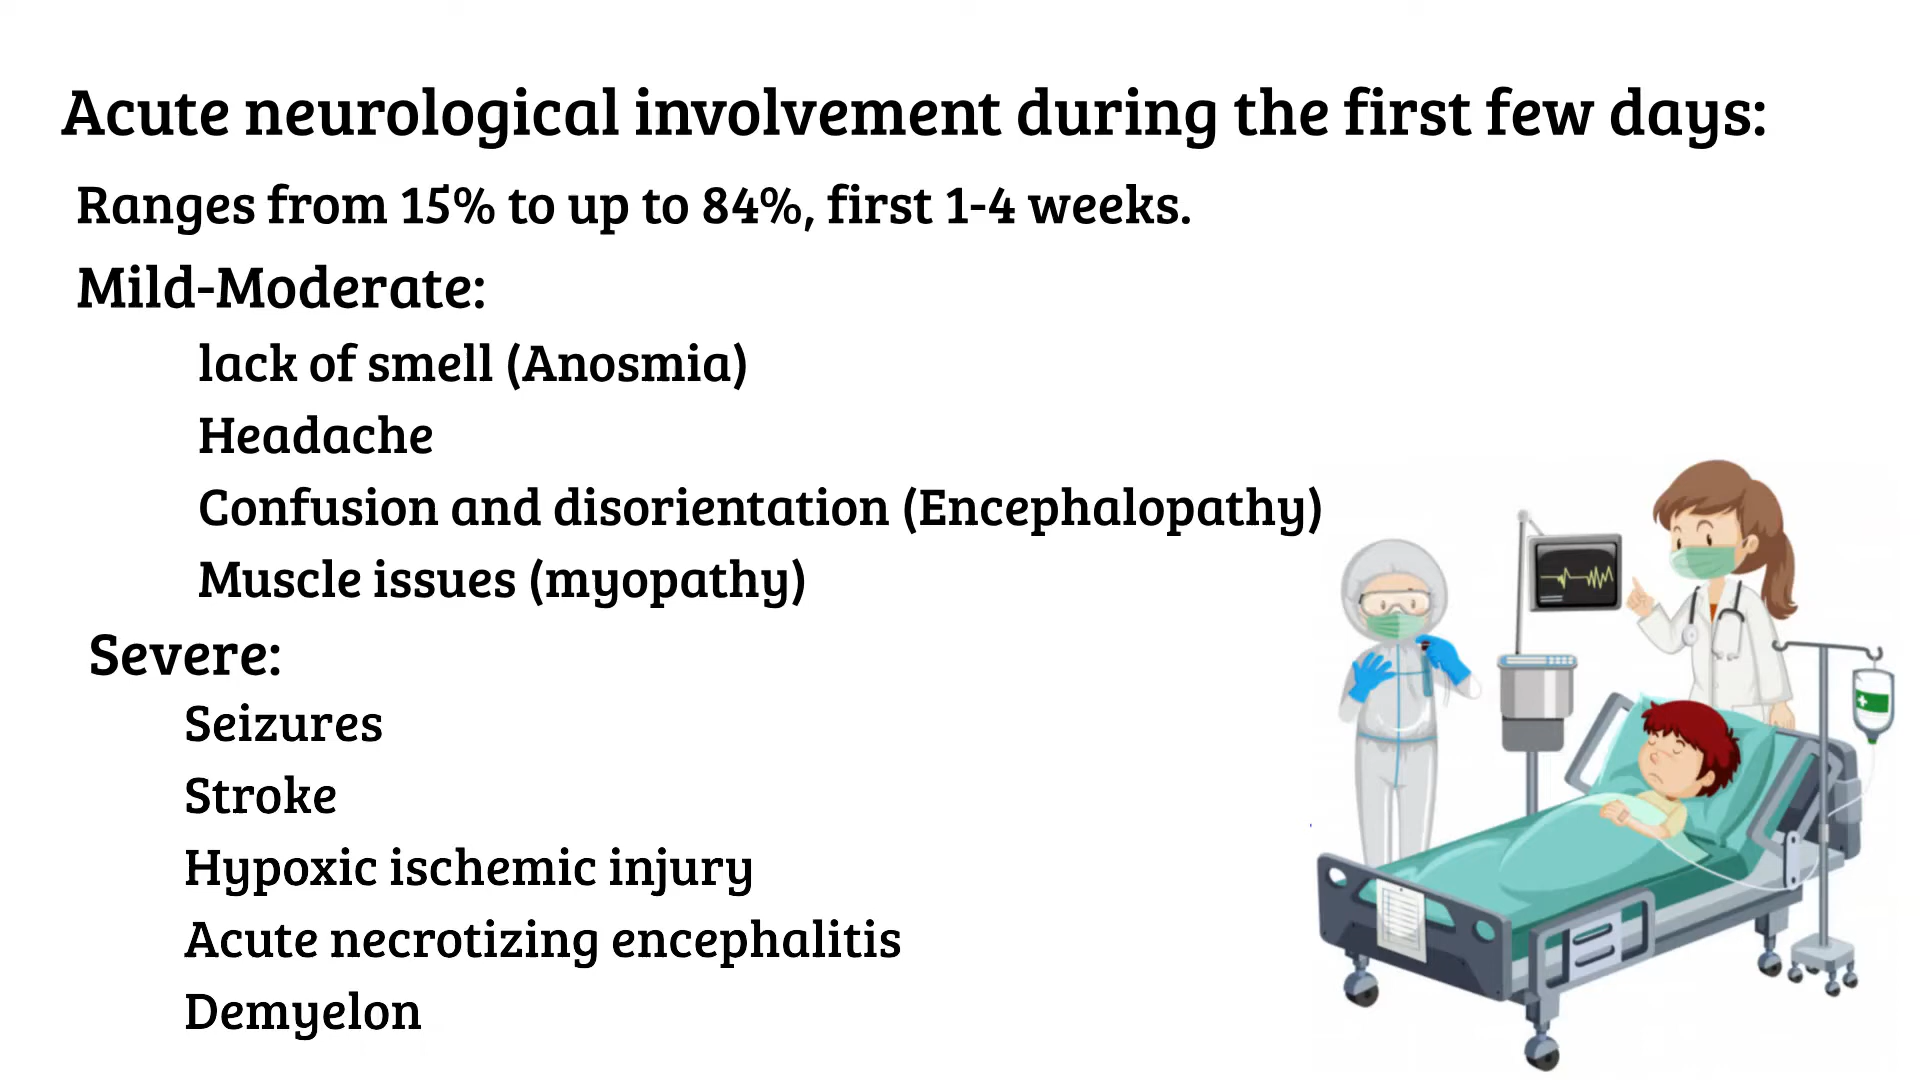 Acute neurological involvement during the first few days:
Ranges from 15% to up to 84%, first 1-4 weeks.
Mild-Moderate:
lack of smell (Anosmia)
Headache
Confusion and disorientation (Encephalopathy)
Muscle issues (myopathy)
Severe:
Seizures
Stroke
Hypoxic ischemic injury
Acute necrotizing encephalitis
Demyelon